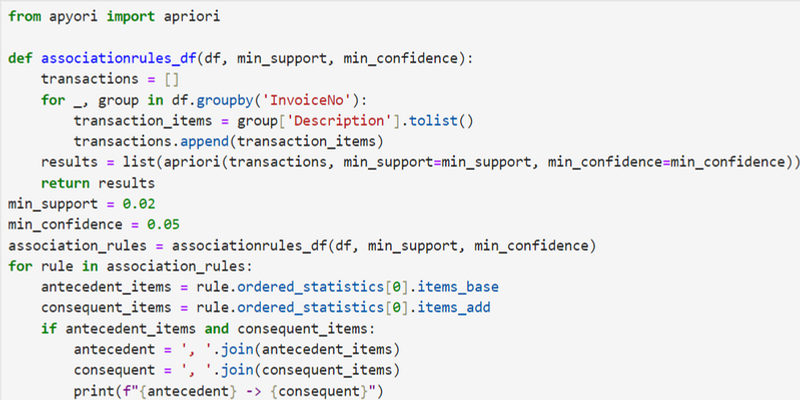 from apyori import apriori

def associationrules_df(df, min_support, min_confidence):
    transactions = []
    for _, group in df.groupby('InvoiceNo'):
        transaction_items = group['Description'].tolist()
        transactions.append(transaction_items)
    results = list(apriori(transactions, min_support=min_support, min_confidence=min_confidence))
    return results
min_support = 0.02
min_confidence = 0.05
association_rules = associationrules_df(df, min_support, min_confidence)
for rule in association_rules:
    antecedent_items = rule.ordered_statistics[0].items_base
    consequent_items = rule.ordered_statistics[0].items_add
    if antecedent_items and consequent_items:
        antecedent = ', '.join(antecedent_items)
        consequent = ', '.join(consequent_items)
        print(f"{antecedent} -> {consequent}")